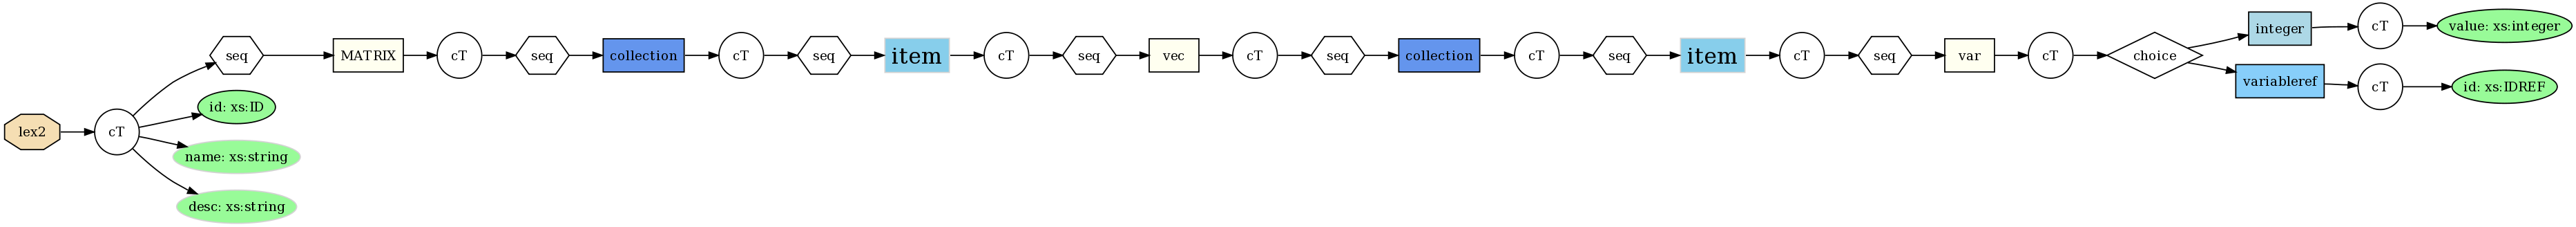 lex2
cT
seq
id: xs:ID
name: xs:string
desc: xs:string
MATRIX
cT
seq
collection
cT
seq
item
cT
seq
vec
cT
seq
collection
cT
seq
item
cT
seq
var
cT
choice
integer
cT
value: xs:integer
variableref
cT
id: xs:IDREF